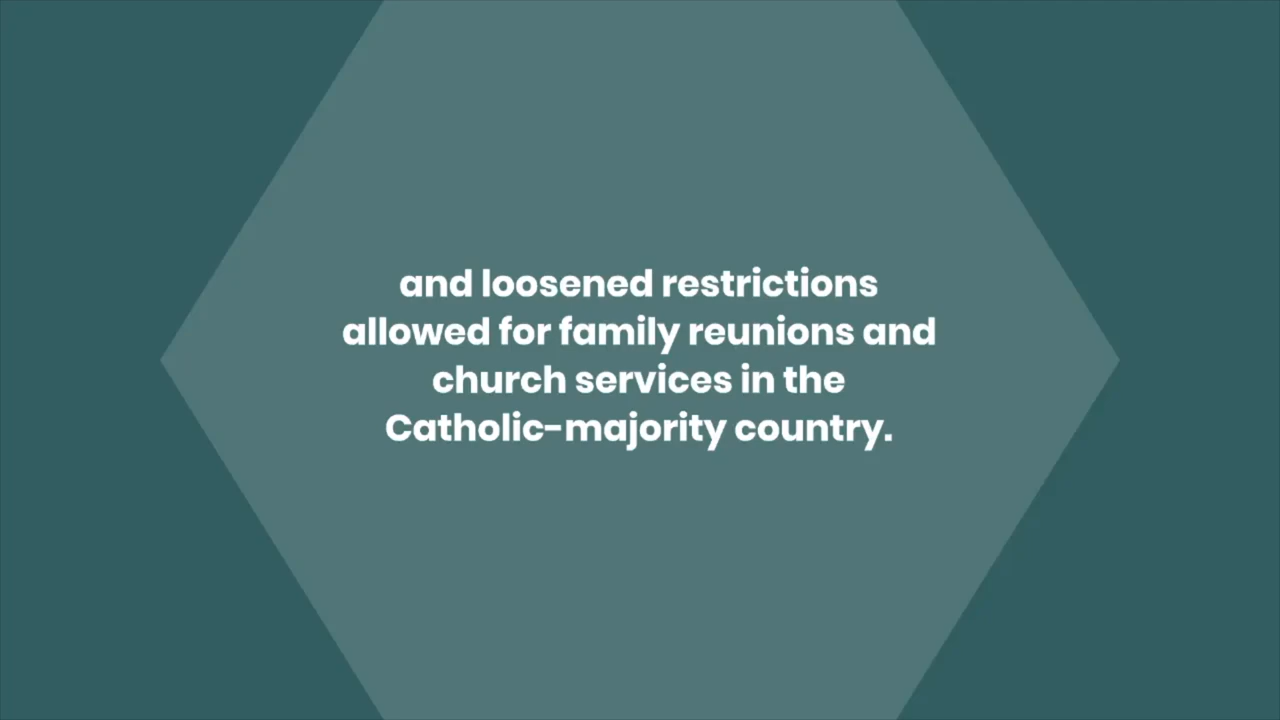 and loosened restrictions
allowed for family reunions and
church services in the
Catholic-majority country.